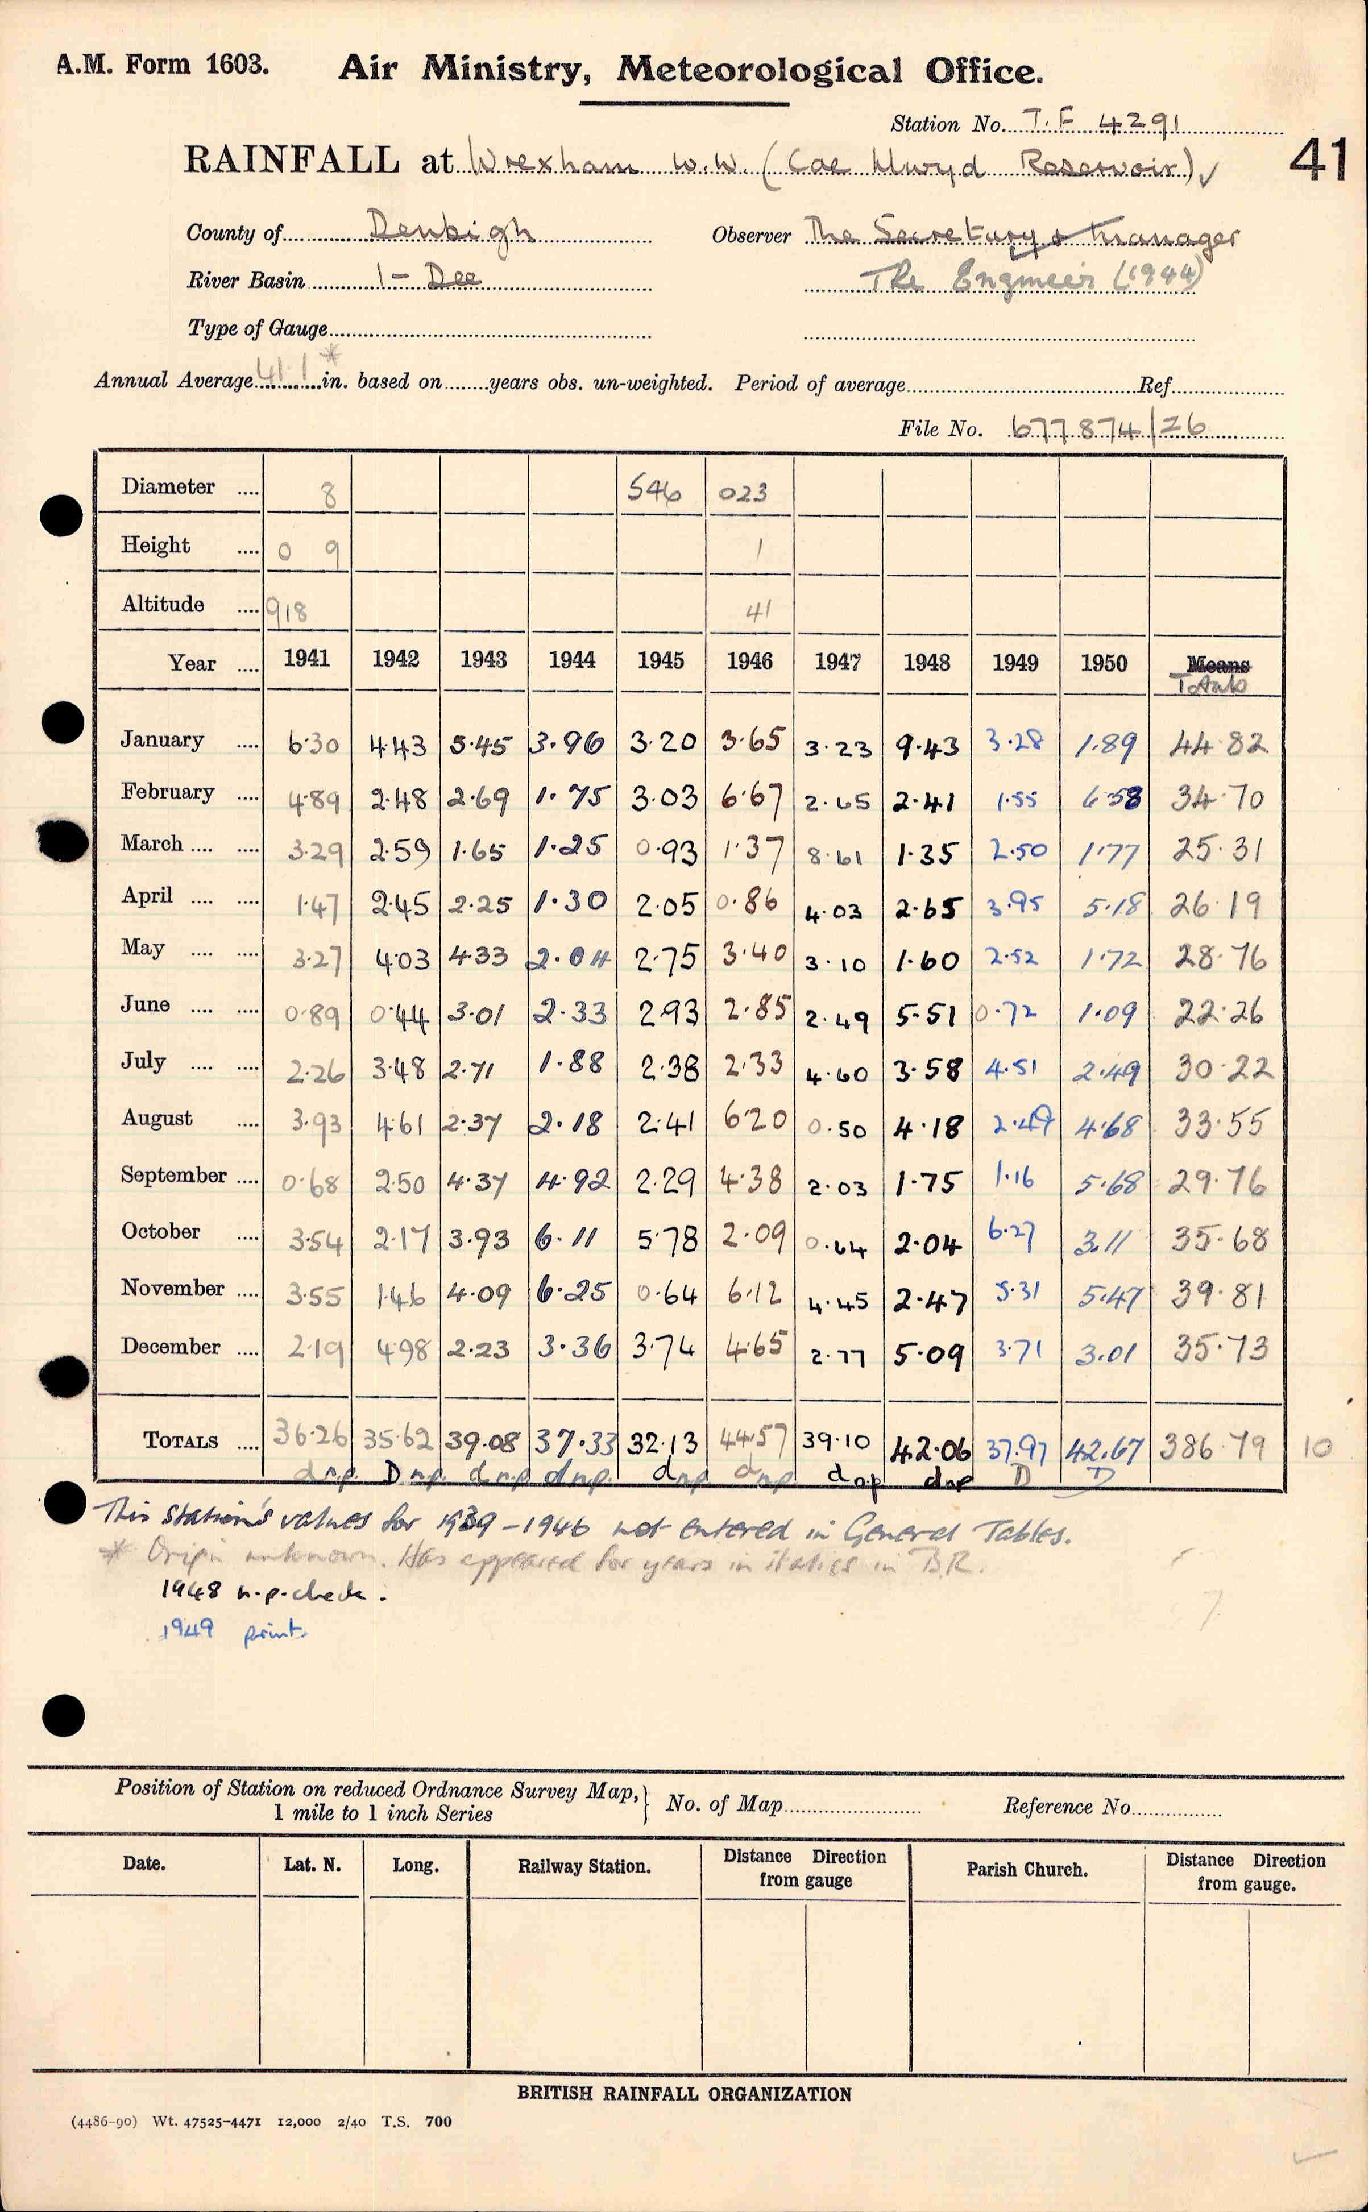 A.M. Form 1603. Air Ministry, Meteorological Office.
Station No. T.F 4291
RAINFALL at Wrexham W.W. (Cae Llwyd Reservoir) ✓ 41
County of Denbigh Observer The Secretary & Manager
River Basin 1 - Dee The Engineer (1944)
Type of Gauge
Annual Average 41.1* in. based on years obs. un-weighted. Period of average Ref.
File No. 677874/26
Diameter .... 8 546 023
Height .... 0 9 1
Altitude .... 918 41
Year .... 1941 1942 1943 1944 1945 1946 1947 1948 1949 1950 Means Totals
January .... 6.30 4.43 5.45 3.96 3.20 3.65 3.23 9.43 3.28 1.89 44.82
February .... 4.89 2.48 2.69 1.75 3.03 6.67 2.65 2.41 1.55 6.58 34.70
March .... .... 3.29 2.59 1.65 1.25 0.93 1.37 8.61 1.35 2.50 1.77 25.31
April .... .... 1.47 2.45 2.25 1.30 2.05 0.86 4.03 2.65 3.95 5.18 26.19
May .... .... 3.27 4.03 4.33 2.04 2.75 3.40 3.10 1.60 2.52 1.72 28.76
June .... .... 0.89 0.44 3.01 2.33 2.93 2.85 2.49 5.51 0.72 1.09 22.26
July .... .... 2.26 3.48 2.71 1.88 2.38 2.33 4.60 3.58 4.51 2.49 30.22
August .... 3.93 4.61 2.37 2.18 2.41 6.20 0.50 4.18 2.49 4.68 33.55
September .... 0.68 2.50 4.37 4.92 2.29 4.38 2.03 1.75 1.16 5.68 29.76
October .... 3.54 2.17 3.93 6.11 5.78 2.09 0.64 2.04 6.27 3.11 35.68
November .... 3.55 1.46 4.09 6.25 0.64 6.12 4.45 2.47 5.31 5.47 39.81
December .... 2.19 4.98 2.23 3.36 3.74 4.65 2.77 5.09 3.71 3.01 35.73
TOTALS .... 36.26 35.62 39.08 37.33 32.13 44.57 39.10 42.06 37.97 42.67 386.79 10
d n.p. D n.p. d n.p. d n.p. d n.p d n.p d n.p d n.p D D
This station's values for 1939-1946 not entered in General Tables.
* Origin unknown. Has appeared for years in italics in B.R.
1948 n.p. check.
1949 print.
Position of Station on reduced Ordnance Survey Map, } No. of Map Reference No.
1 mile to 1 inch Series
Date. Lat. N. Long. Railway Station. Distance Direction from gauge Parish Church. Distance Direction from gauge.
BRITISH RAINFALL ORGANIZATION
(4486-90) Wt. 47525-4471 12,000 2/40 T.S. 700